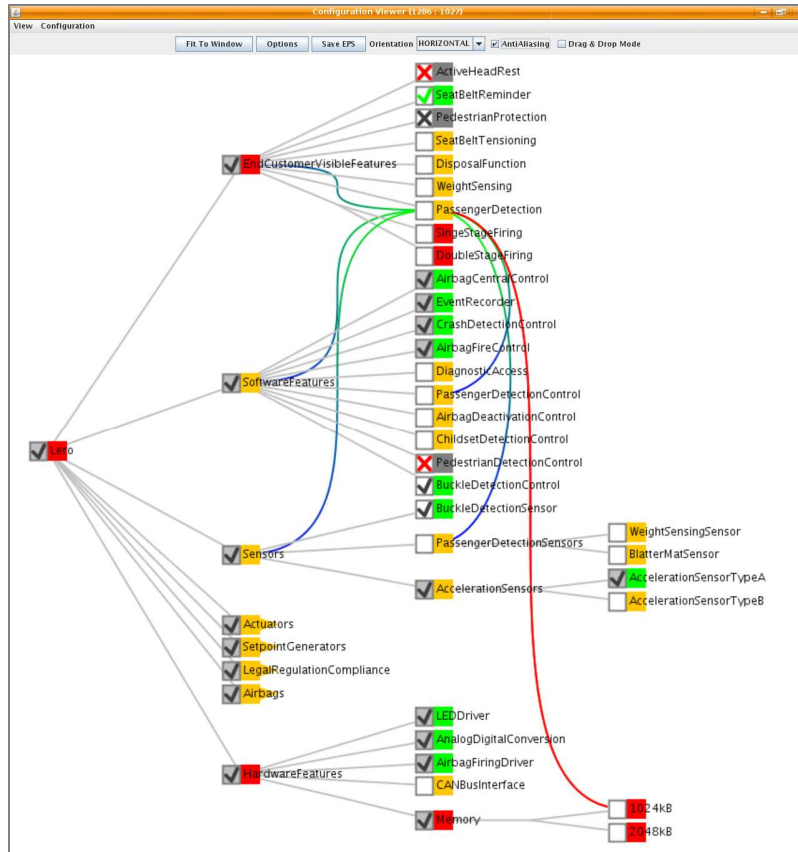 Configuration Viewer (1286 : 1027)
View Configuration
Fit To Window Options Save EPS Orientation HORIZONTAL AntiAliasing Drag & Drop Mode
ActiveHeadRest
SeatBeltReminder
PedestrianProtection
SeatBeltTensioning
EndCustomerVisibleFeatures
DisposalFunction
WeightSensing
PassengerDetection
SingeStageFiring
DoubleStageFiring
AirbagCentralControl
EventRecorder
CrashDetectionControl
AirbagFireControl
DiagnosticAccess
SoftwareFeatures
PassengerDetectionControl
AirbagDeactivationControl
ChildsetDetectionControl
Lero
PedestrianDetectionControl
BuckleDetectionControl
BuckleDetectionSensor
WeightSensingSensor
PassengerDetectionSensors
Sensors
BlatterMatSensor
AccelerationSensorTypeA
AccelerationSensors
AccelerationSensorTypeB
Actuators
SetpointGenerators
LegalRegulationCompliance
Airbags
LEDDriver
AnalogDigitalConversion
AirbagFiringDriver
HardwareFeatures
CANBusInterface
1024kB
Memory
2048kB